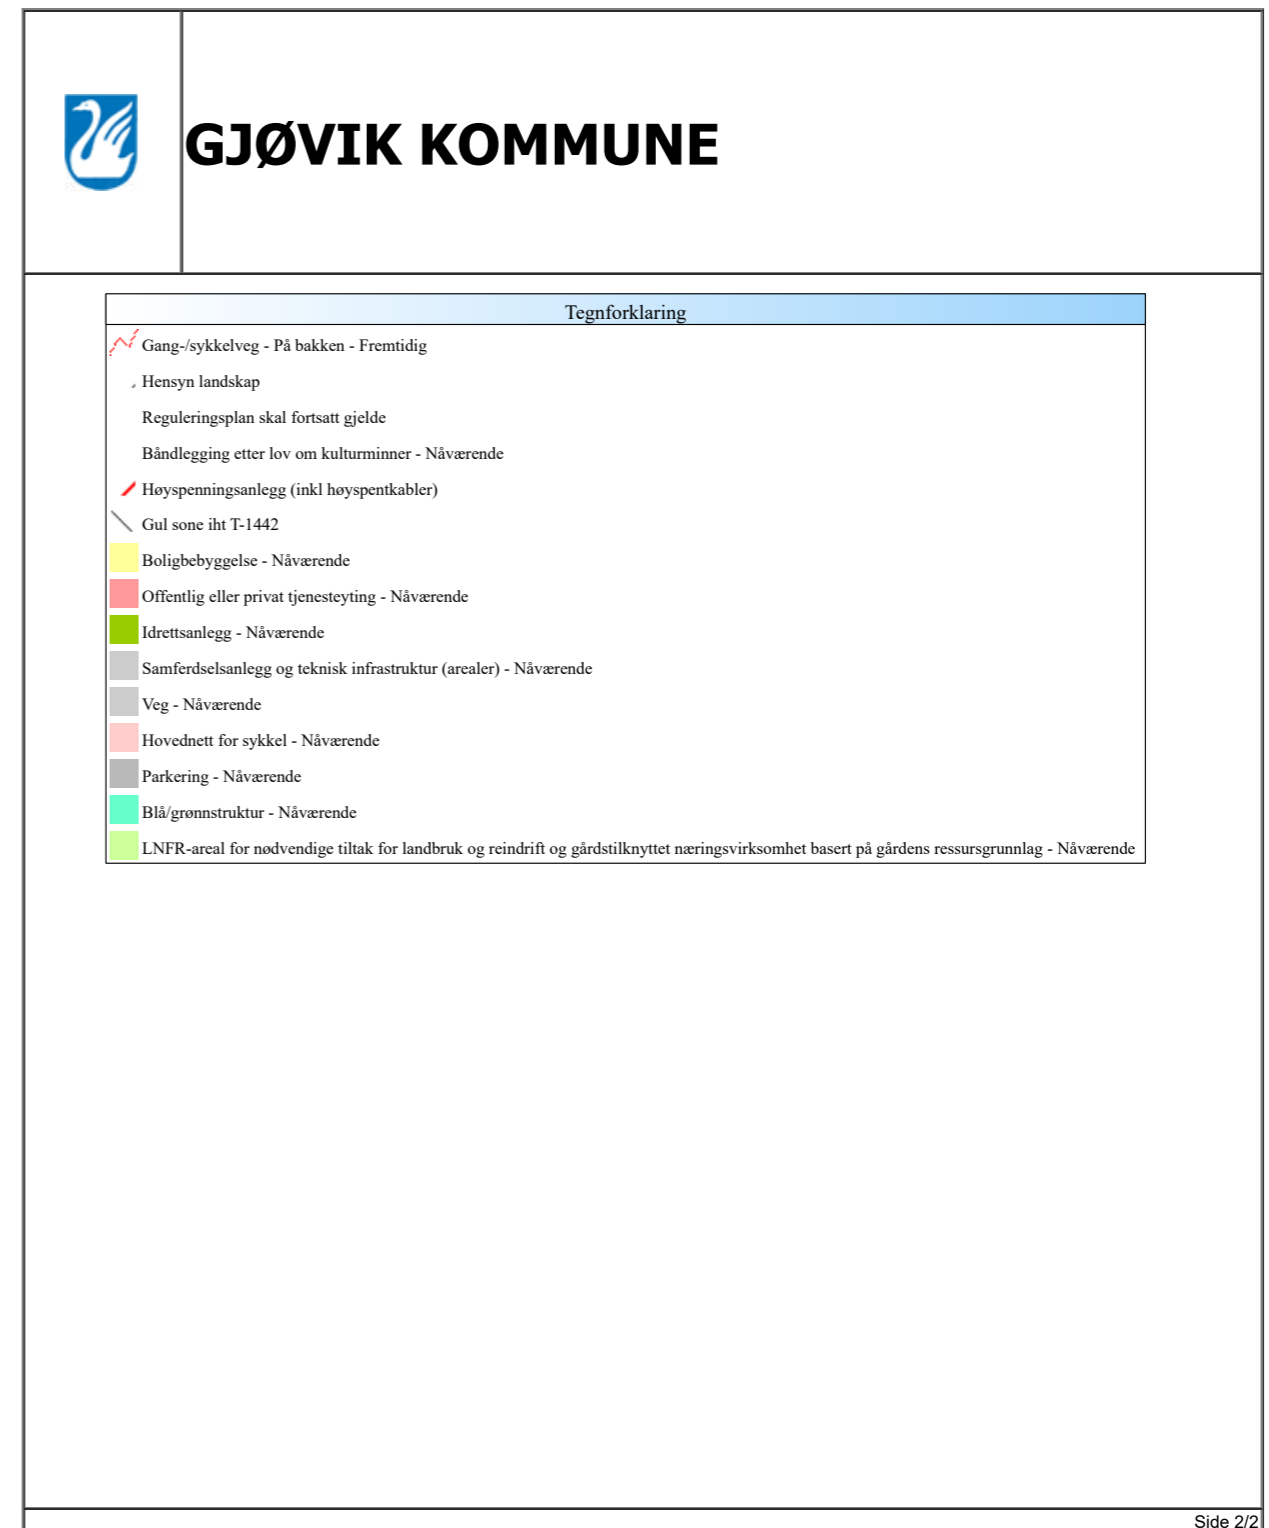 GJØVIK KOMMUNE
Tegnforklaring
Gang-/sykkelveg - På bakken - Fremtidig
Hensyn landskap
Reguleringsplan skal fortsatt gjelde
Båndlegging etter lov om kulturminner - Nåværende
Høyspenningsanlegg (inkl høyspentkabler)
Gul sone iht T-1442
Boligbebyggelse - Nåværende
Offentlig eller privat tjenesteyting - Nåværende
Idrettsanlegg - Nåværende
Samferdselsanlegg og teknisk infrastruktur (arealer) - Nåværende
Veg - Nåværende
Hovednett for sykkel - Nåværende
Parkering - Nåværende
Blå/grønnstruktur - Nåværende
LNFR-areal for nødvendige tiltak for landbruk og reindrift og gårdstilknyttet næringsvirksomhet basert på gårdens ressursgrunnlag - Nåværende
Side 2/2